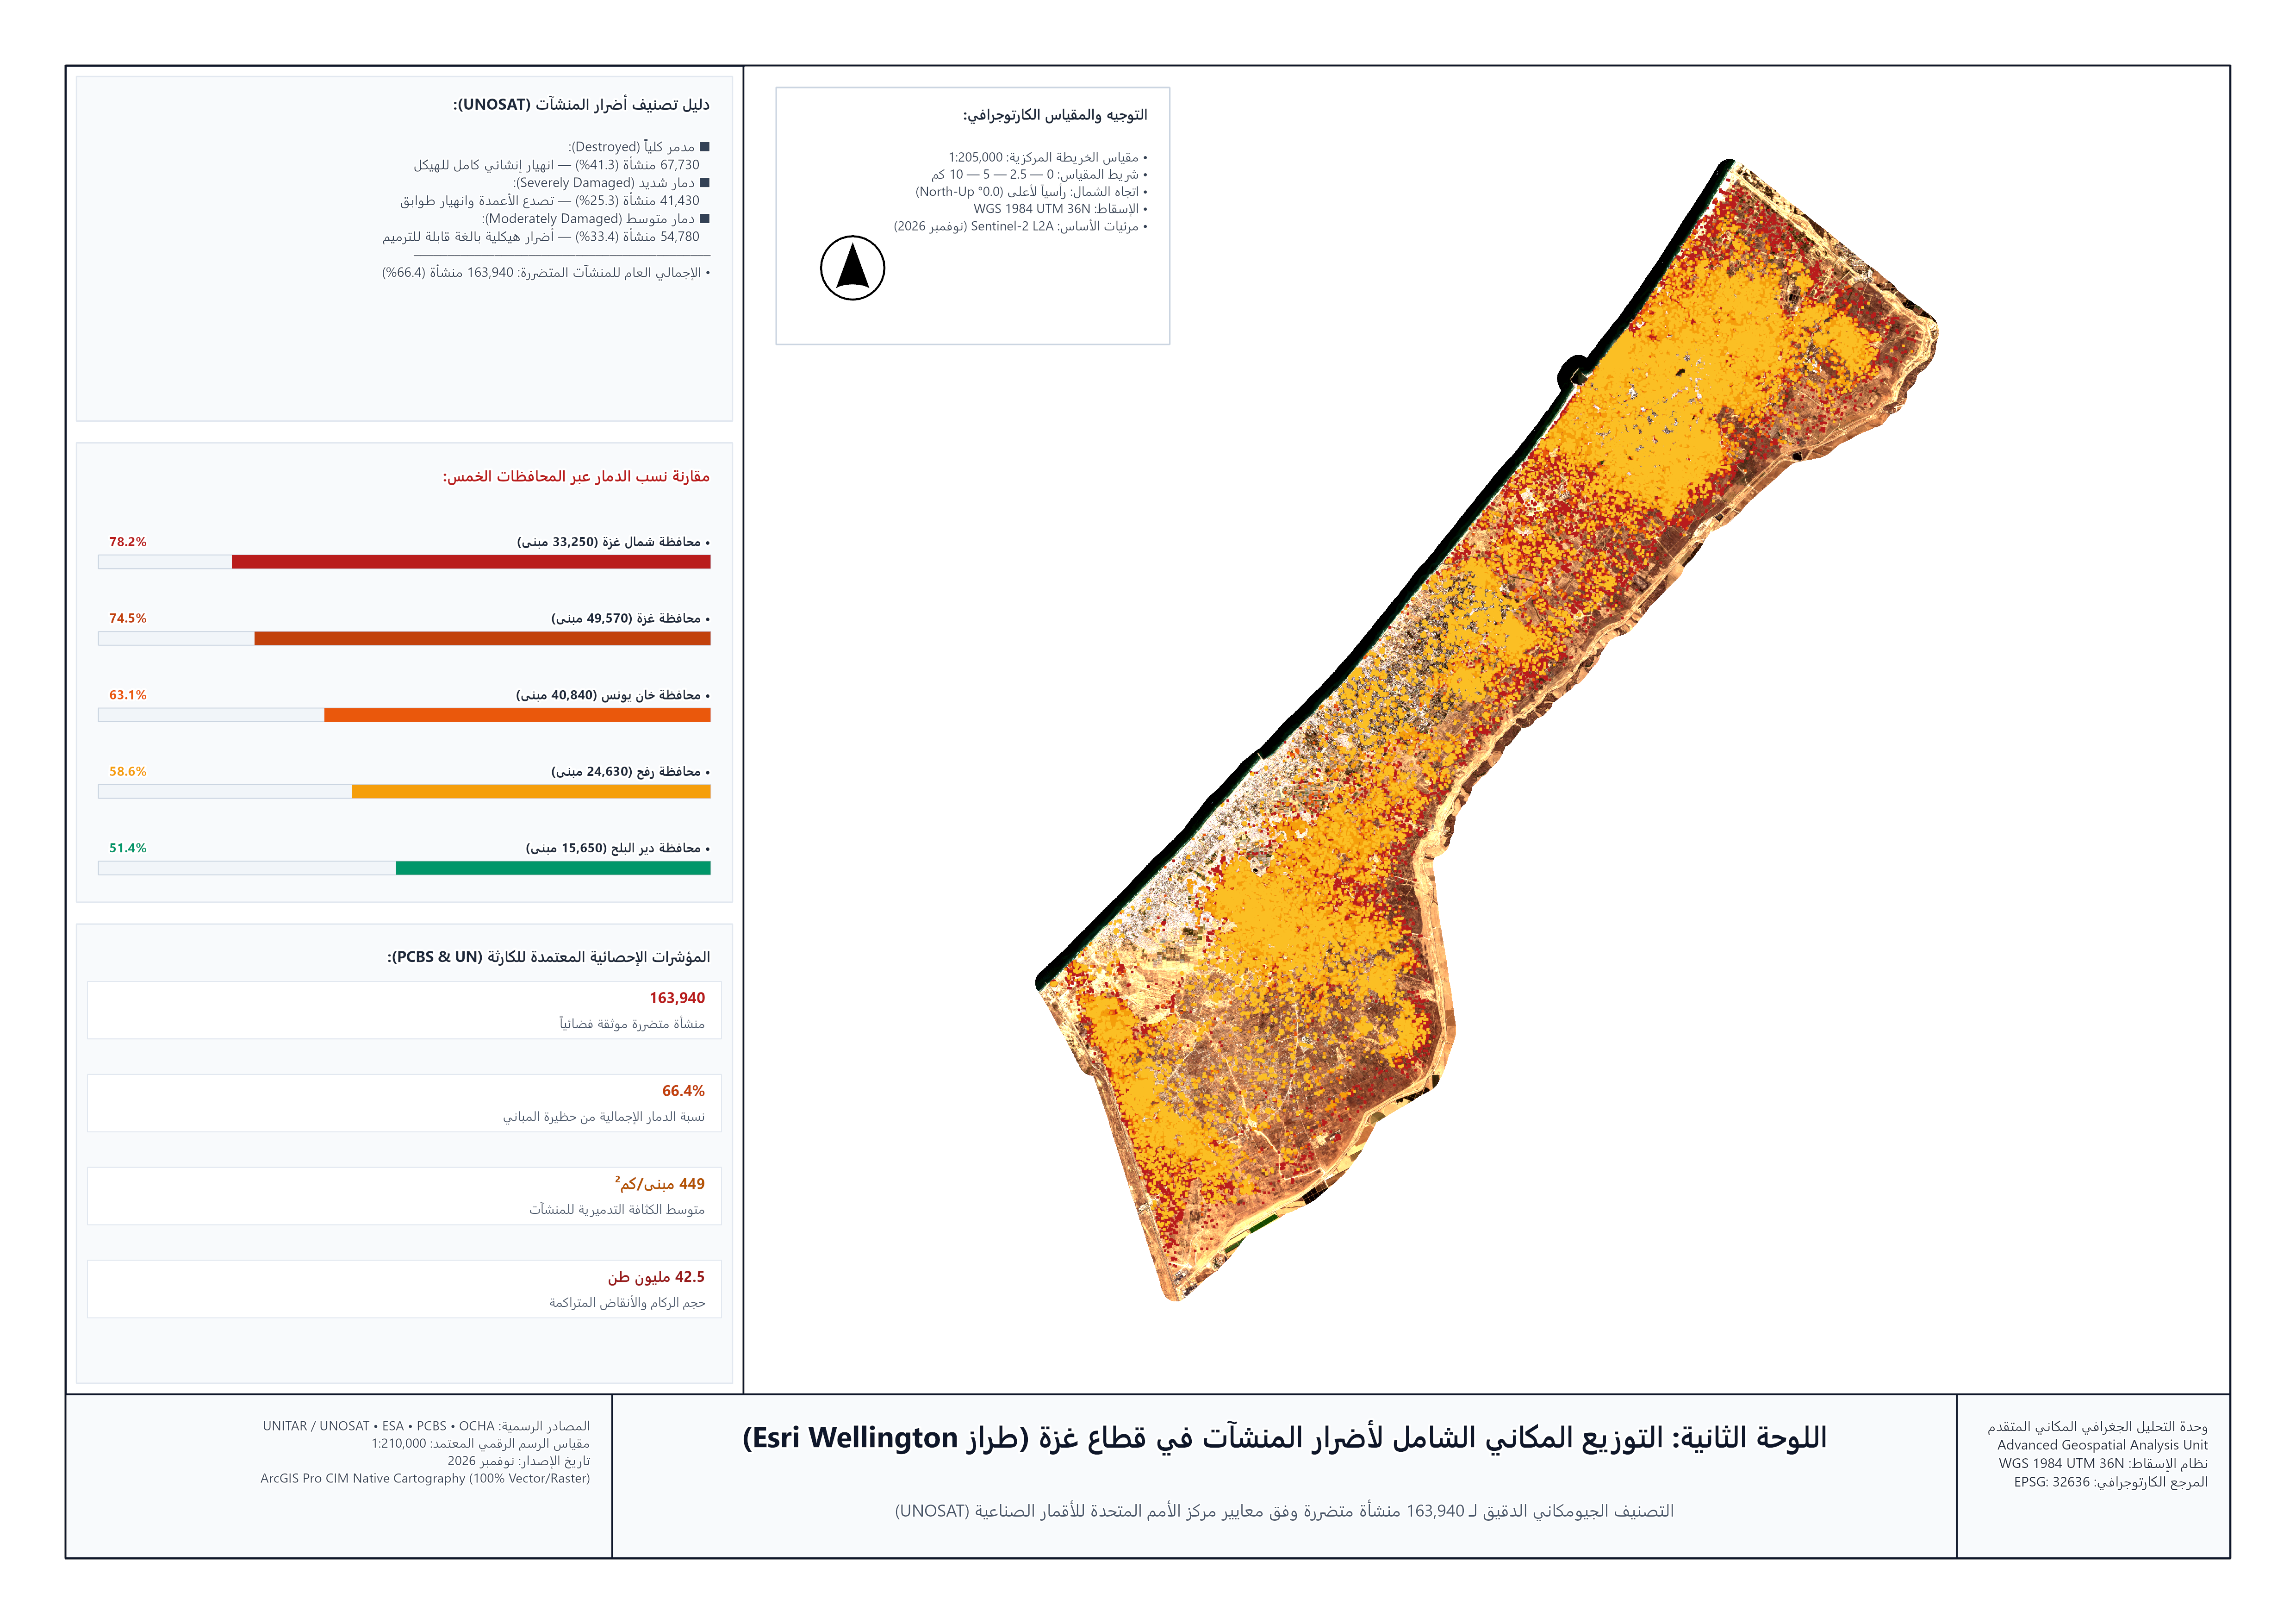 دليل تصنيف أضرار المنشآت (UNOSAT):
■ مدمر كلياً (Destroyed):
67,730 منشأة (41.3%) — انهيار إنشائي كامل للهيكل
■ دمار شديد (Severely Damaged):
41,430 منشأة (25.3%) — تصدع الأعمدة وانهيار طوابق
■ دمار متوسط (Moderately Damaged):
54,780 منشأة (33.4%) — أضرار هيكلية بالغة قابلة للترميم
• الإجمالي العام للمنشآت المتضررة: 163,940 منشأة (66.4%)
التوجيه والمقياس الكارتوجرافي:
• مقياس الخريطة المركزية: 1:205,000
• شريط المقياس: 0 — 2.5 — 5 — 10 كم
• اتجاه الشمال: رأسياً لأعلى (North-Up °0.0)
• الإسقاط: WGS 1984 UTM 36N
• مرئيات الأساس: Sentinel-2 L2A (نوفمبر 2026)
مقارنة نسب الدمار عبر المحافظات الخمس:
• محافظة شمال غزة (33,250 مبنى) 78.2%
• محافظة غزة (49,570 مبنى) 74.5%
• محافظة خان يونس (40,840 مبنى) 63.1%
• محافظة رفح (24,630 مبنى) 58.6%
• محافظة دير البلح (15,650 مبنى) 51.4%
المؤشرات الإحصائية المعتمدة للكارثة (PCBS & UN):
163,940
منشأة متضررة موثقة فضائياً
66.4%
نسبة الدمار الإجمالية من حظيرة المباني
449 مبنى/كم²
متوسط الكثافة التدميرية للمنشآت
42.5 مليون طن
حجم الركام والأنقاض المتراكمة
وحدة التحليل الجغرافي المكاني المتقدم
Advanced Geospatial Analysis Unit
نظام الإسقاط: WGS 1984 UTM 36N
المرجع الكارتوجرافي: EPSG: 32636
اللوحة الثانية: التوزيع المكاني الشامل لأضرار المنشآت في قطاع غزة (طراز Esri Wellington)
التصنيف الجيومكاني الدقيق لـ 163,940 منشأة متضررة وفق معايير مركز الأمم المتحدة للأقمار الصناعية (UNOSAT)
المصادر الرسمية: UNITAR / UNOSAT • ESA • PCBS • OCHA
مقياس الرسم الرقمي المعتمد: 1:210,000
تاريخ الإصدار: نوفمبر 2026
ArcGIS Pro CIM Native Cartography (100% Vector/Raster)